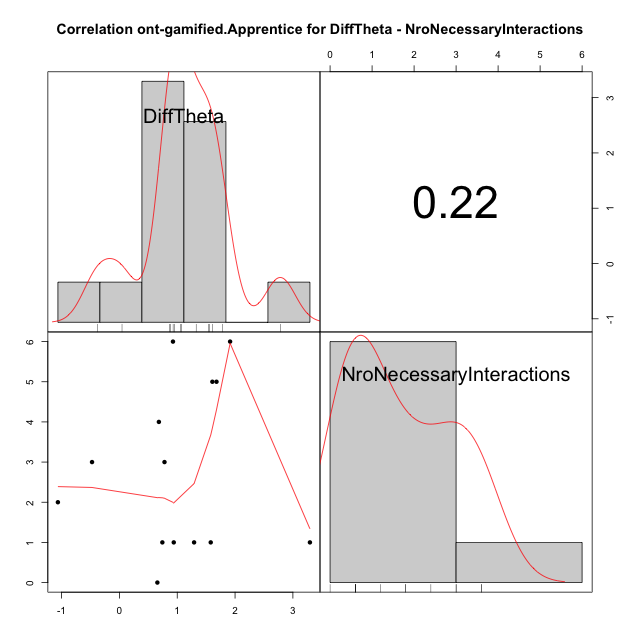 Correlation ont-gamified.Apprentice for DiffTheta - NroNecessaryInteractions
0 1 2 3 4 5 6
DiffTheta
0.22
3
2
1
0
-1
6
5
4
3
2
1
0
NroNecessaryInteractions
-1 0 1 2 3